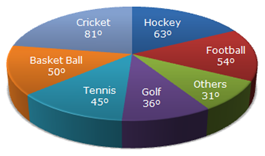 Cricket
81º
Hockey
63º
Football
54º
Others
31º
Golf
36º
Tennis
45º
Basket Ball
50º